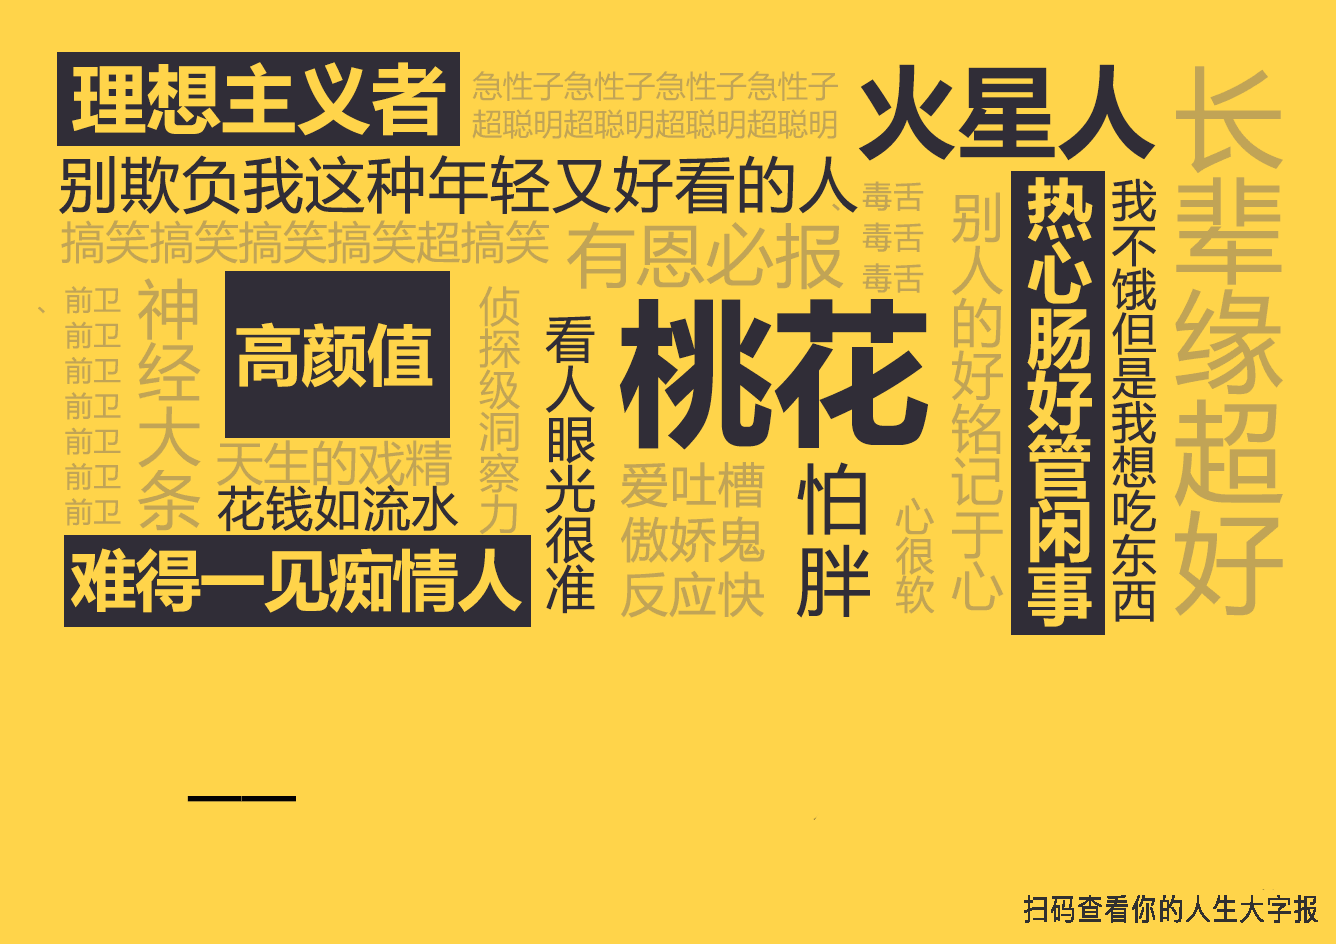 理想主义者
急性子急性子急性子急性子
超聪明超聪明超聪明超聪明
火星人
长辈缘超好
别欺负我这种年轻又好看的人
毒舌
毒舌
毒舌
别人的好铭记于心
热心肠好管闲事
我不饿但是我想吃东西
搞笑搞笑搞笑搞笑超搞笑
有恩必报
前卫
前卫
前卫
前卫
前卫
前卫
前卫
神经大条
高颜值
侦探级洞察力
看人眼光很准
桃花
天生的戏精
花钱如流水
爱吐槽
傲娇鬼
反应快
怕胖
心很软
难得一见痴情人
——
扫码查看你的人生大字报